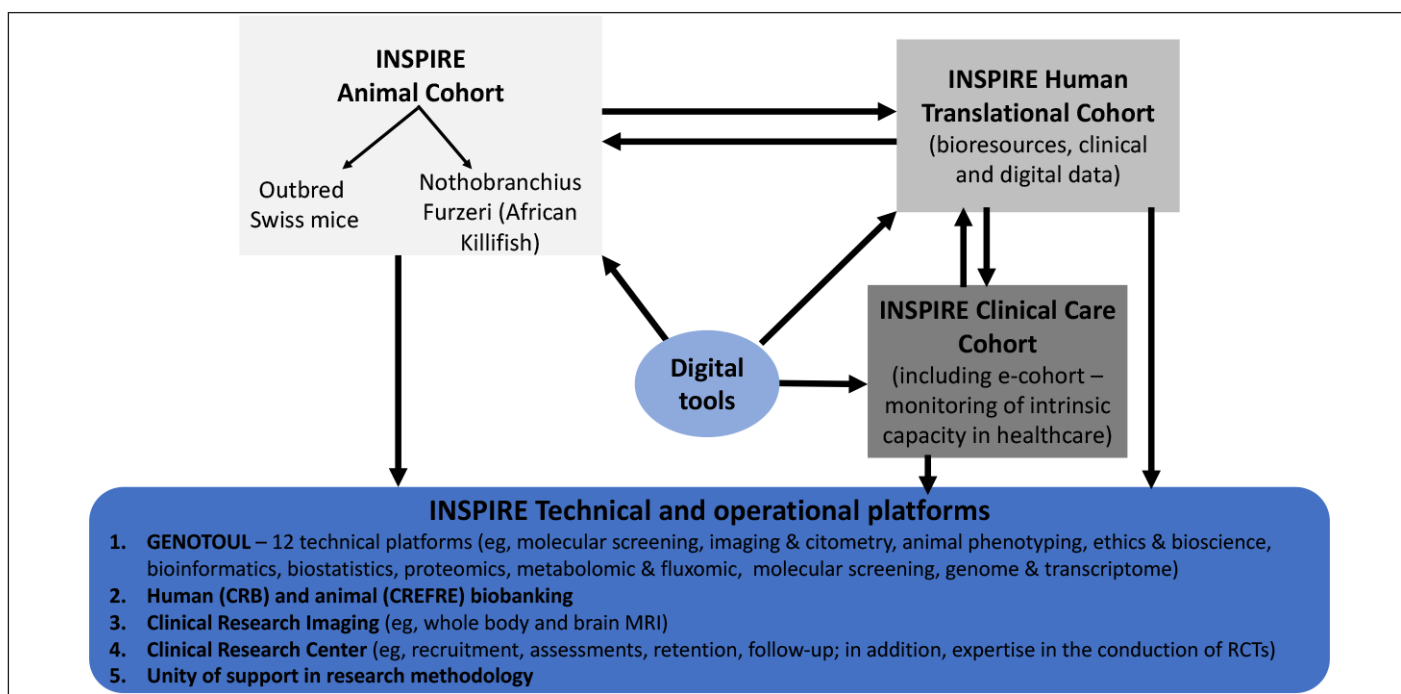 INSPIRE
Animal Cohort
Outbred
Swiss mice
Nothobranchius
Furzeri (African
Killifish)
INSPIRE Human
Translational Cohort
(bioresources, clinical
and digital data)
Digital
tools
INSPIRE Clinical Care
Cohort
(including e-cohort –
monitoring of intrinsic
capacity in healthcare)
INSPIRE Technical and operational platforms
1. GENOTOUL – 12 technical platforms (eg, molecular screening, imaging & citometry, animal phenotyping, ethics & bioscience,
bioinformatics, biostatistics, proteomics, metabolomic & fluxomic, molecular screening, genome & transcriptome)
2. Human (CRB) and animal (CREFRE) biobanking
3. Clinical Research Imaging (eg, whole body and brain MRI)
4. Clinical Research Center (eg, recruitment, assessments, retention, follow-up; in addition, expertise in the conduction of RCTs)
5. Unity of support in research methodology